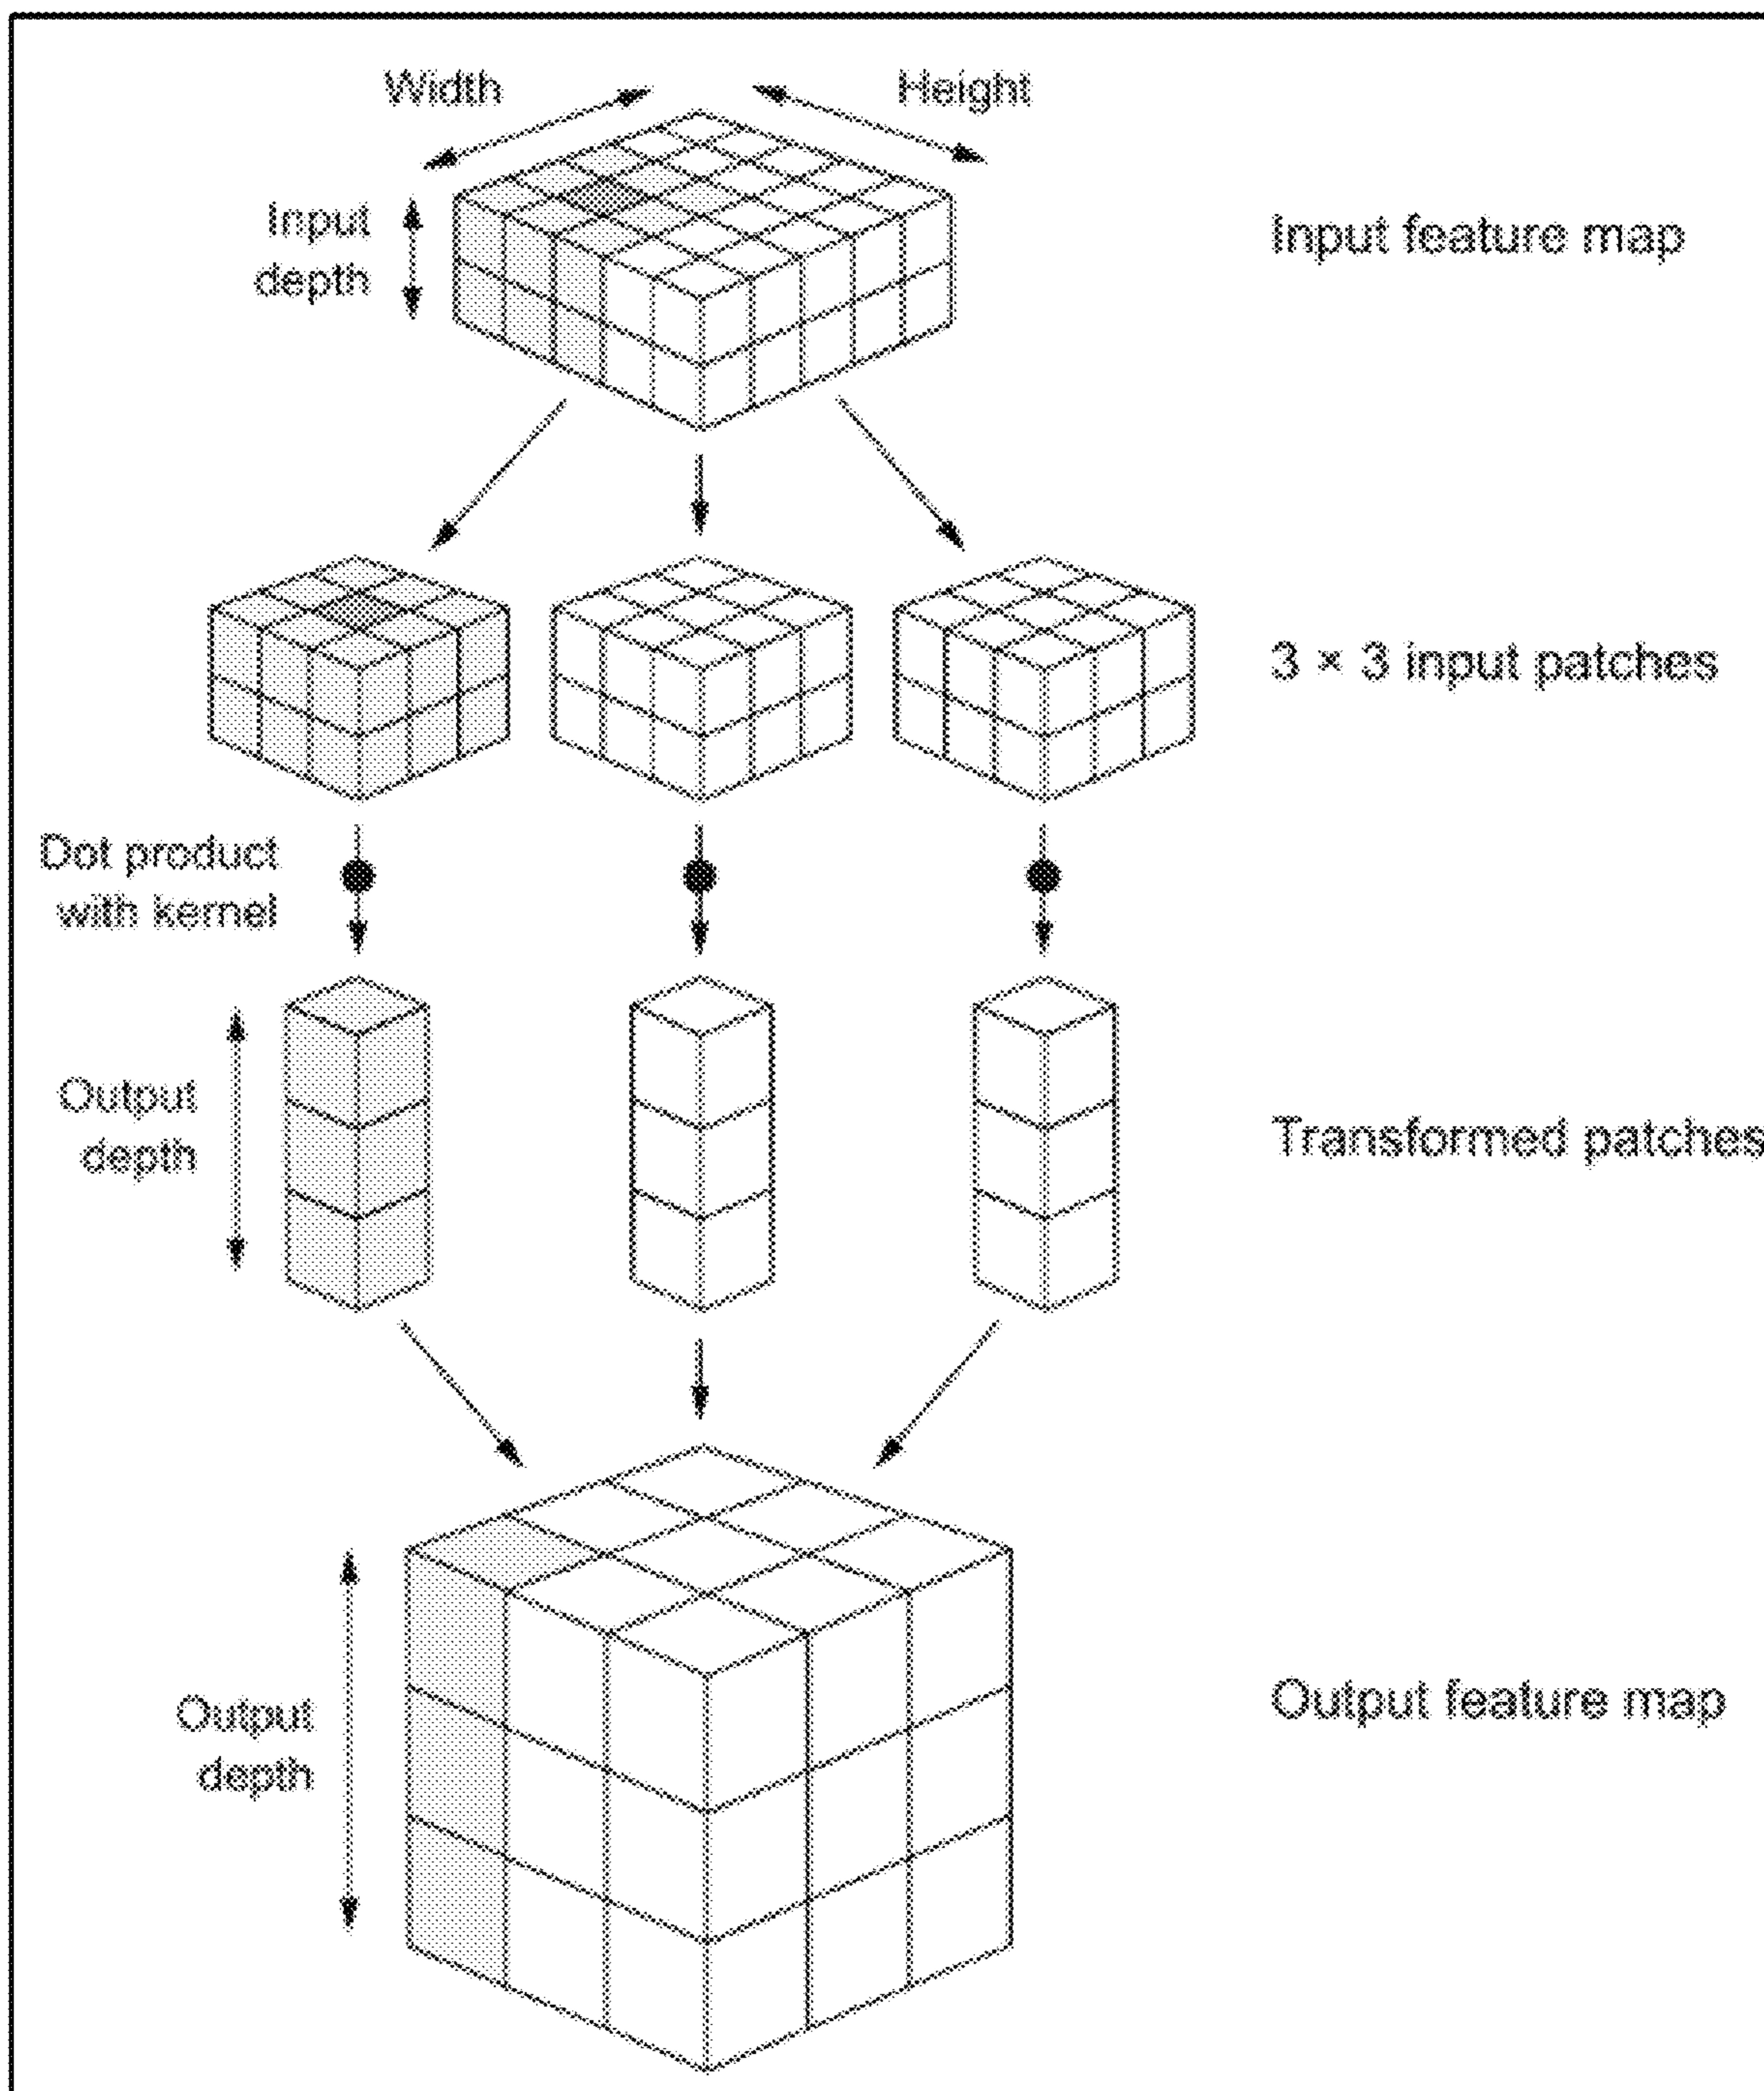 Width
Height
Input
depth
Input feature map
3 × 3 input patches
Dot product
with kernel
Output
depth
Transformed patches
Output
depth
Output feature map